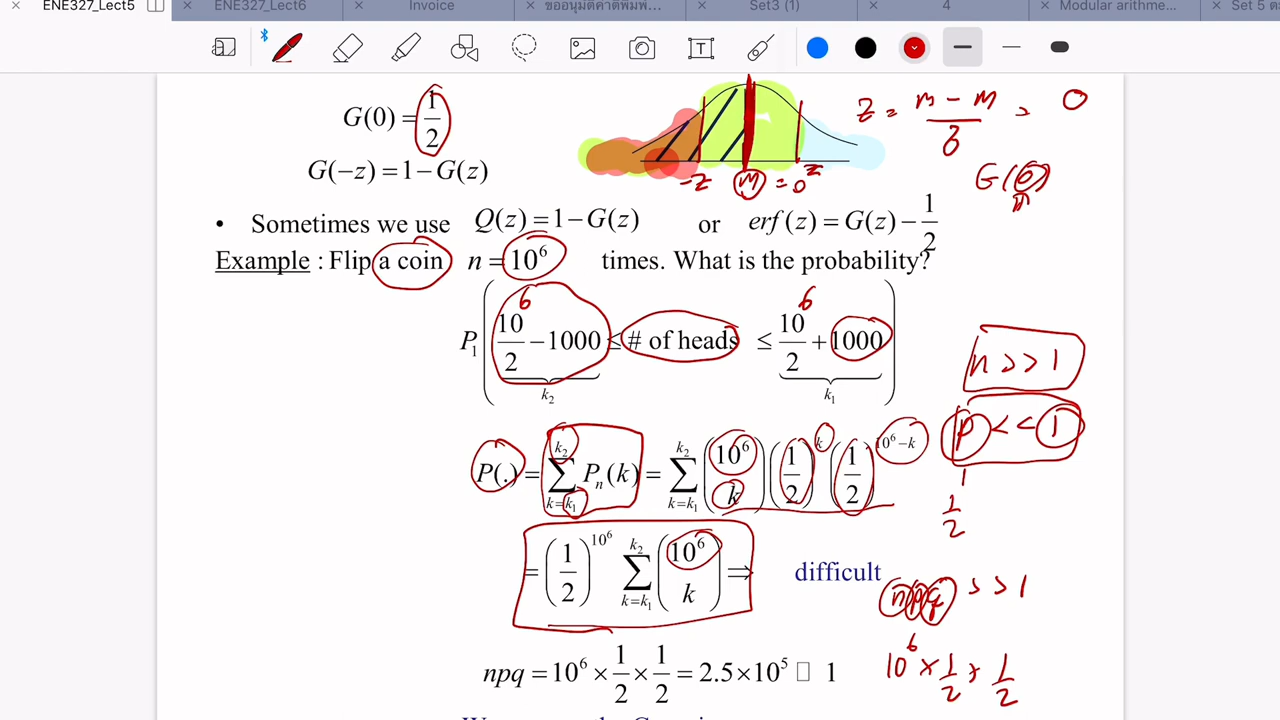 ENE327_Lect5 ENE327_Lect6 Invoice ขออนุมัติค่าตีพิมพ์... Set3 (1) 4 Modular arithme... Set 5 ต
G(0) = 1/2
z = m − m / 6 = 0
G(−z) = 1 − G(z)
-z m = 0 z
G(0)
• Sometimes we use Q(z) = 1 − G(z) or erf(z) = G(z) − 1/2
Example : Flip a coin n = 10^6 times. What is the probability?
P₁( 10^6/2 − 1000 ≤ # of heads ≤ 10^6/2 + 1000 )
k₂ k₁
n >> 1
p << 1
P(.) = ∑_{k=k₁}^{k₂} Pₙ(k) = ∑_{k=k₁}^{k₂} (10^6 k) (1/2)^k (1/2)^{10^6−k}
1/2
= (1/2)^{10^6} ∑_{k=k₁}^{k₂} (10^6 k) ⇒ difficult
npq >> 1
npq = 10^6 × 1/2 × 1/2 = 2.5×10^5 □ 1
10^6 × 1/2 × 1/2